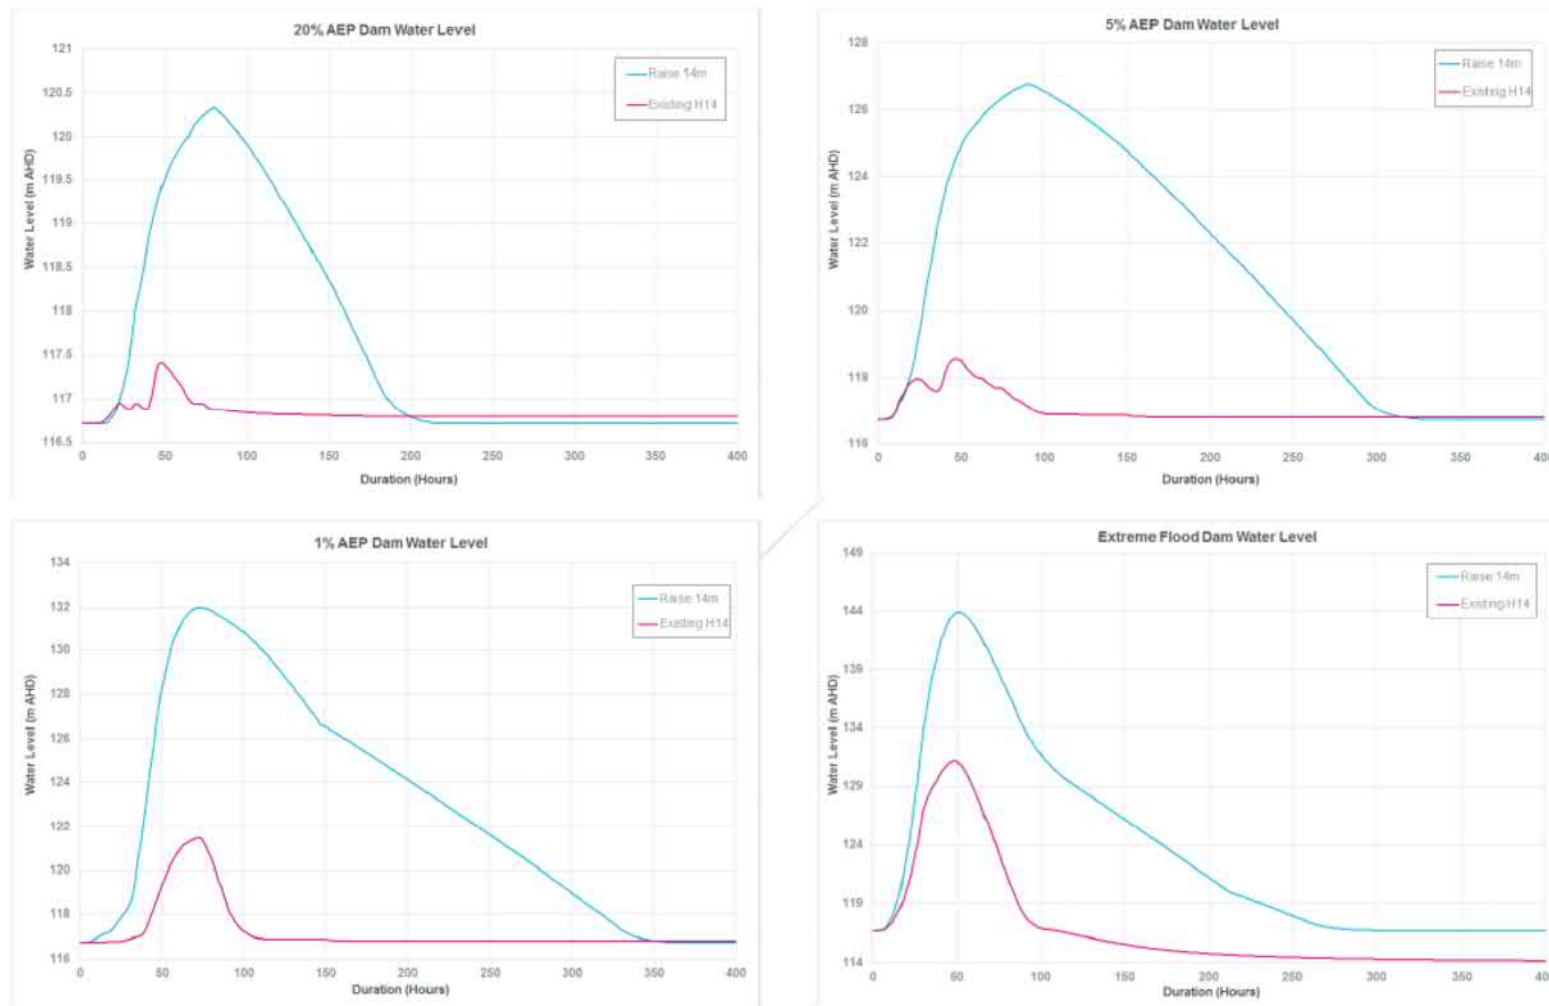 20% AEP Dam Water Level
121
120.5
120
119.5
119
118.5
118
117.5
117
116.5
Water Level (m AHD)
Raise 14m
Existing H14
0 50 100 150 200 250 300 350 400
Duration (Hours)
5% AEP Dam Water Level
128
126
124
122
120
118
116
Water Level (m AHD)
Raise 14m
Existing H14
0 50 100 150 200 250 300 350 400
Duration (Hours)
1% AEP Dam Water Level
134
132
130
128
126
124
122
120
118
116
Water Level (m AHD)
Raise 14m
Existing H14
0 50 100 150 200 250 300 350 400
Duration (Hours)
Extreme Flood Dam Water Level
149
144
139
134
129
124
119
114
Water Level (m AHD)
Raise 14m
Existing H14
0 60 100 150 200 250 300 350 400
Duration (Hours)